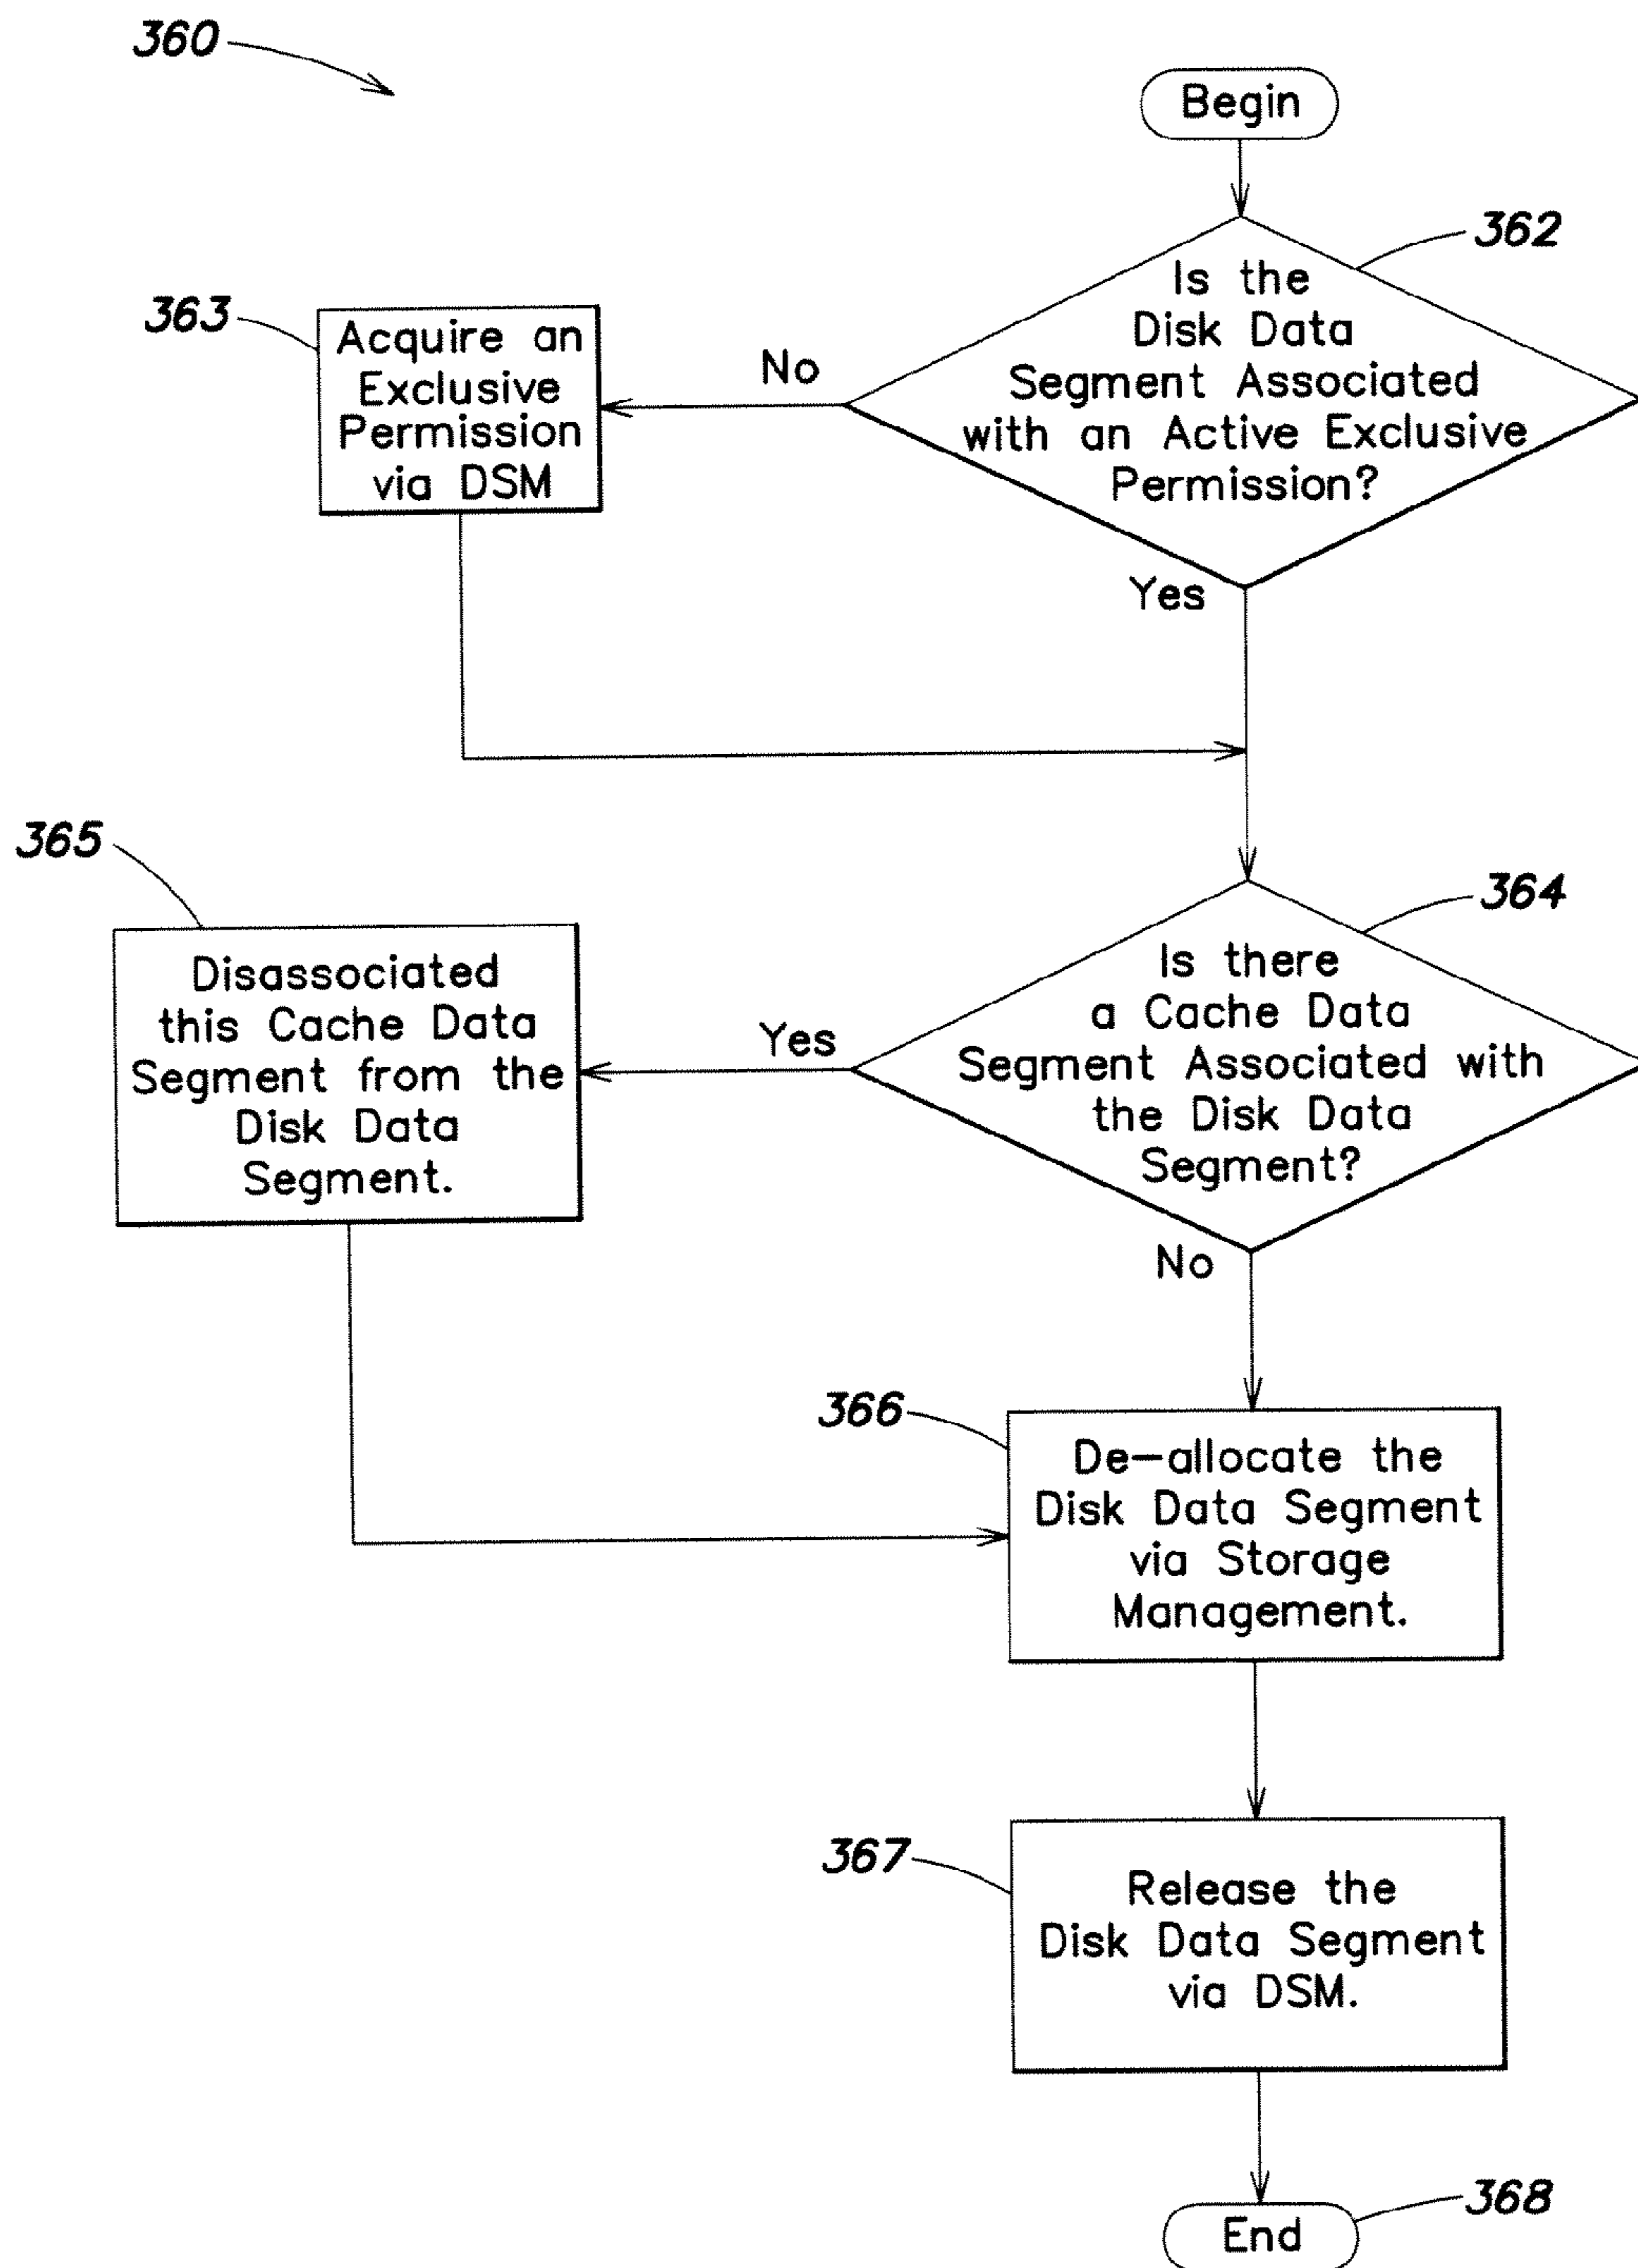 360
Begin
362
Is the
Disk Data
Segment Associated
with an Active Exclusive
Permission?
No
Yes
363
Acquire an
Exclusive
Permission
via DSM
364
Is there
a Cache Data
Segment Associated with
the Disk Data
Segment?
Yes
No
365
Disassociated
this Cache Data
Segment from the
Disk Data
Segment.
366
De-allocate the
Disk Data Segment
via Storage
Management.
367
Release the
Disk Data Segment
via DSM.
368
End